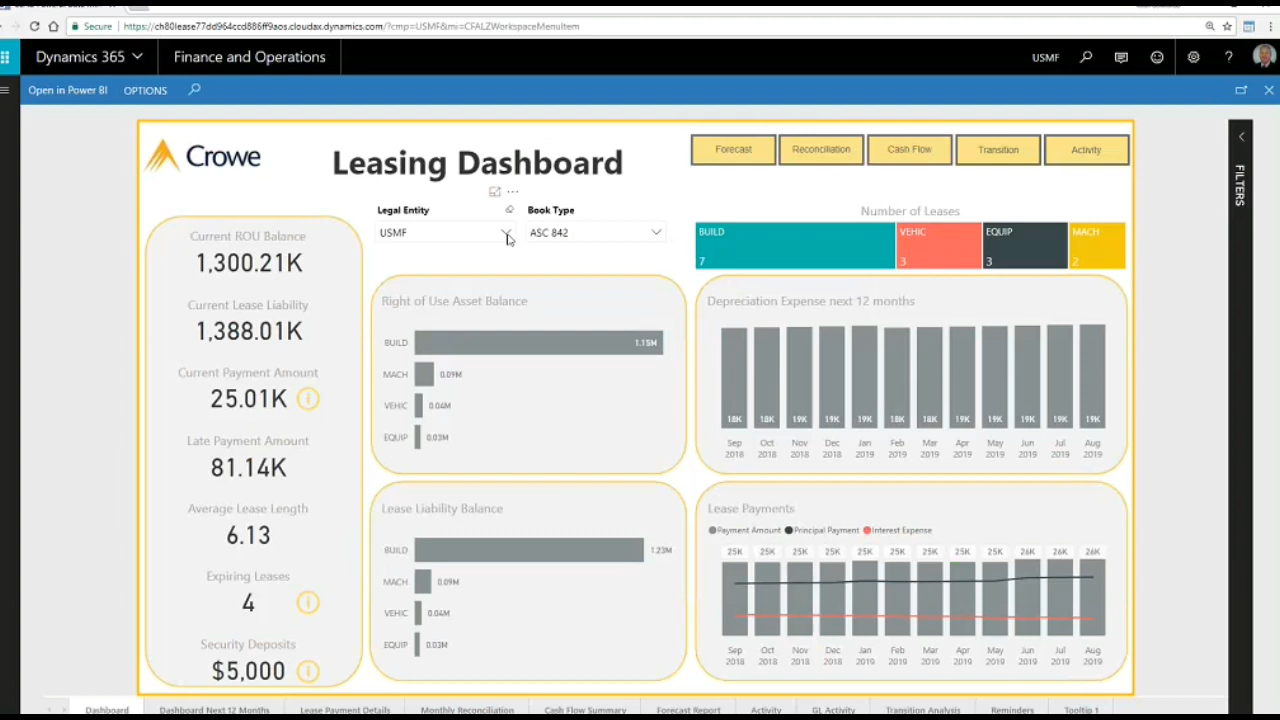 Secure | https://ch80lease77dd964ccd886ff9aos.cloudax.dynamics.com/?cmp=USMF&mi=CFALZWorkspaceMenuItem
Dynamics 365
Finance and Operations
USMF
?
Open in Power BI
OPTIONS
Crowe
Leasing Dashboard
Forecast
Reconciliation
Cash Flow
Transition
Activity
FILTERS
Legal Entity
USMF
Book Type
ASC 842
Number of Leases
BUILD
7
VEHIC
3
EQUIP
3
MACH
2
Current ROU Balance
1,300.21K
Current Lease Liability
1,388.01K
Current Payment Amount
25.01K
Late Payment Amount
81.14K
Average Lease Length
6.13
Expiring Leases
4
Security Deposits
$5,000
Right of Use Asset Balance
BUILD 1.15M
MACH 0.09M
VEHIC 0.04M
EQUIP 0.03M
Depreciation Expense next 12 months
18K 18K 19K 19K 19K 18K 18K 19K 19K 19K 19K 19K
Sep Oct Nov Dec Jan Feb Mar Apr May Jun Jul Aug
2018 2018 2018 2018 2019 2019 2019 2019 2019 2019 2019 2019
Lease Liability Balance
BUILD 1.23M
MACH 0.09M
VEHIC 0.04M
EQUIP 0.03M
Lease Payments
Payment Amount Principal Payment Interest Expense
25K 25K 25K 25K 25K 25K 25K 25K 25K 26K 26K 26K
Sep Oct Nov Dec Jan Feb Mar Apr May Jun Jul Aug
2018 2018 2018 2018 2019 2019 2019 2019 2019 2019 2019 2019
Dashboard
Dashboard Next 12 Months
Lease Payment Details
Monthly Reconciliation
Cash Flow Summary
Forecast Report
Activity
GL Activity
Transition Analysis
Reminders
Tooltip 1